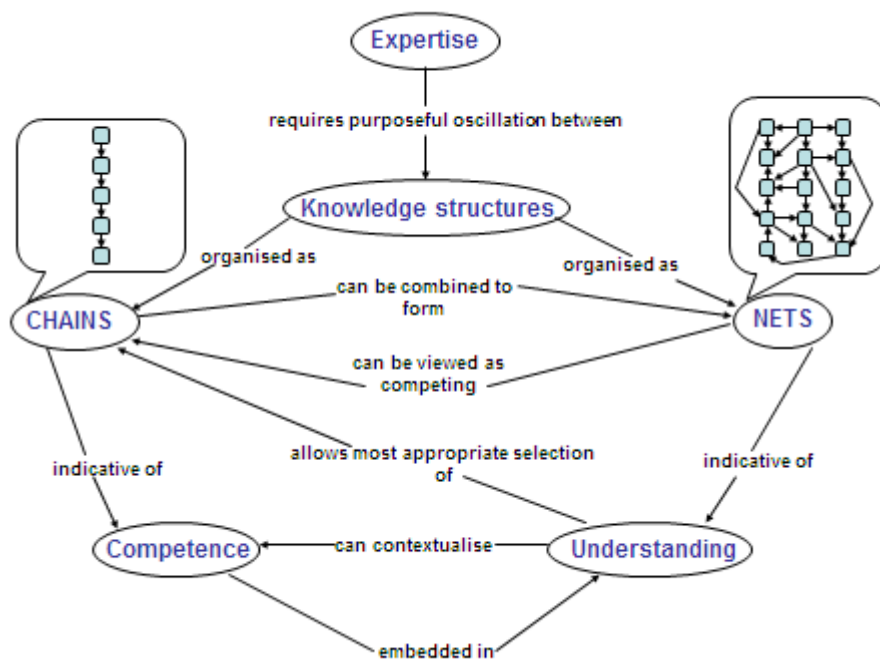 Expertise
requires purposeful oscillation between
Knowledge structures
organised as
organised as
can be combined to
form
CHAINS
NETS
can be viewed as
competing
allows most appropriate selection
of
indicative of
indicative of
Competence
can contextualise
Understanding
embedded in